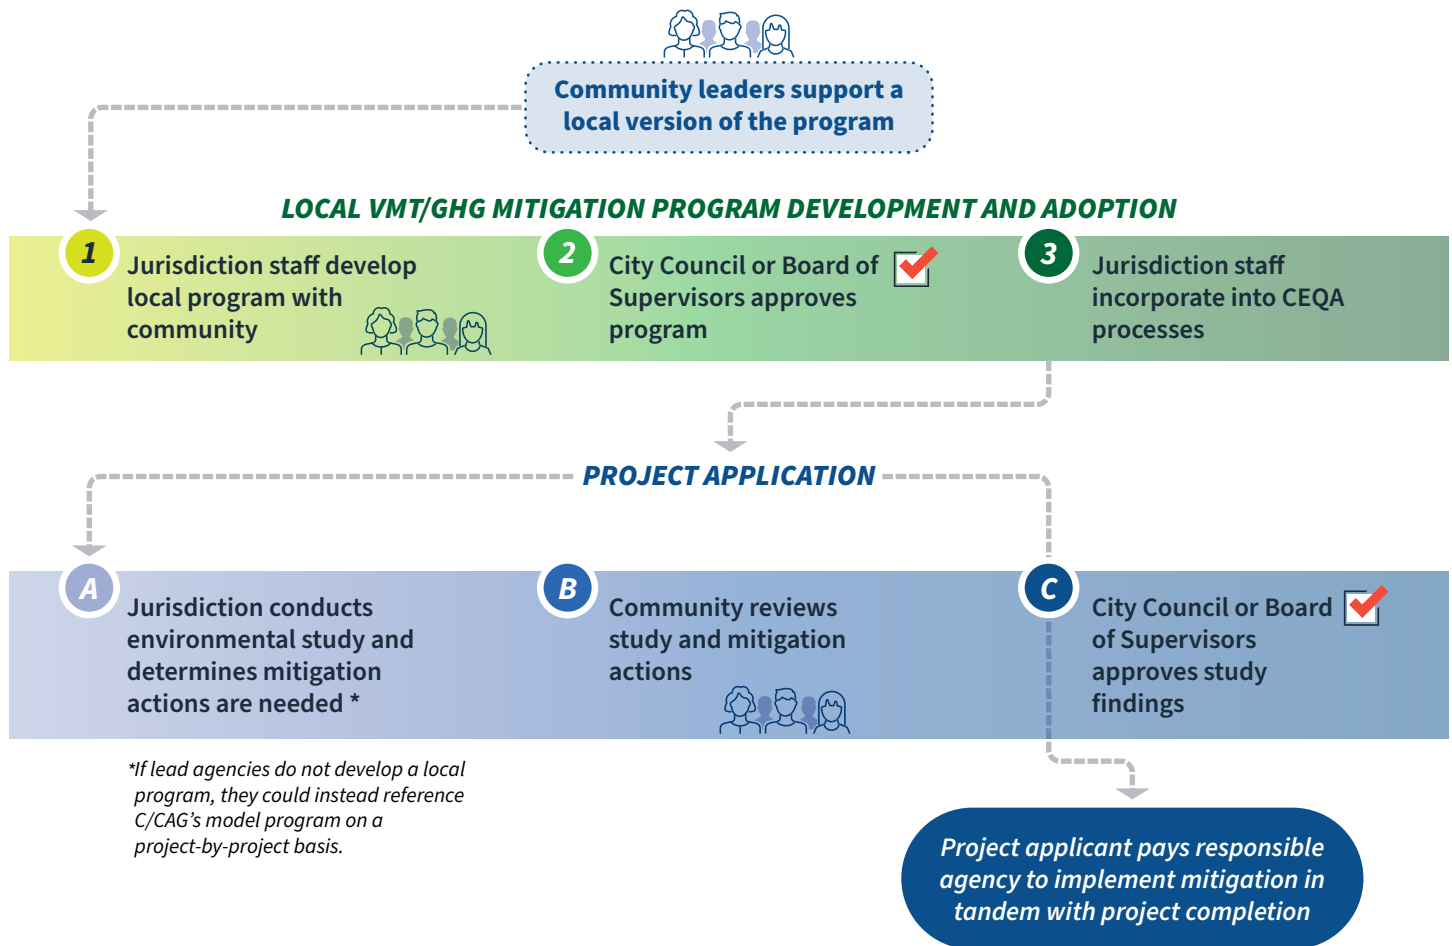 Community leaders support a
local version of the program
LOCAL VMT/GHG MITIGATION PROGRAM DEVELOPMENT AND ADOPTION
1
Jurisdiction staff develop
local program with
community
2
City Council or Board of
Supervisors approves
program
3
Jurisdiction staff
incorporate into CEQA
processes
PROJECT APPLICATION
A
Jurisdiction conducts
environmental study and
determines mitigation
actions are needed *
B
Community reviews
study and mitigation
actions
C
City Council or Board
of Supervisors
approves study
findings
*If lead agencies do not develop a local
program, they could instead reference
C/CAG’s model program on a
project-by-project basis.
Project applicant pays responsible
agency to implement mitigation in
tandem with project completion